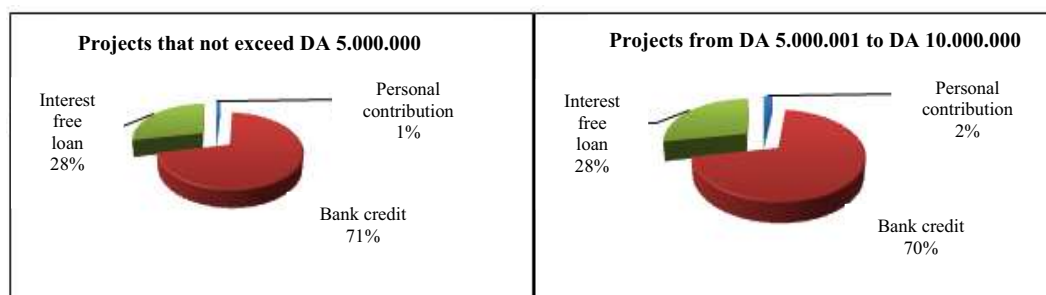 Projects that not exceed DA 5.000.000
Personal
contribution
1%
Interest
free
loan
28%
Bank credit
71%
Projects from DA 5.000.001 to DA 10.000.000
Personal
contribution
2%
Interest
free
loan
28%
Bank credit
70%